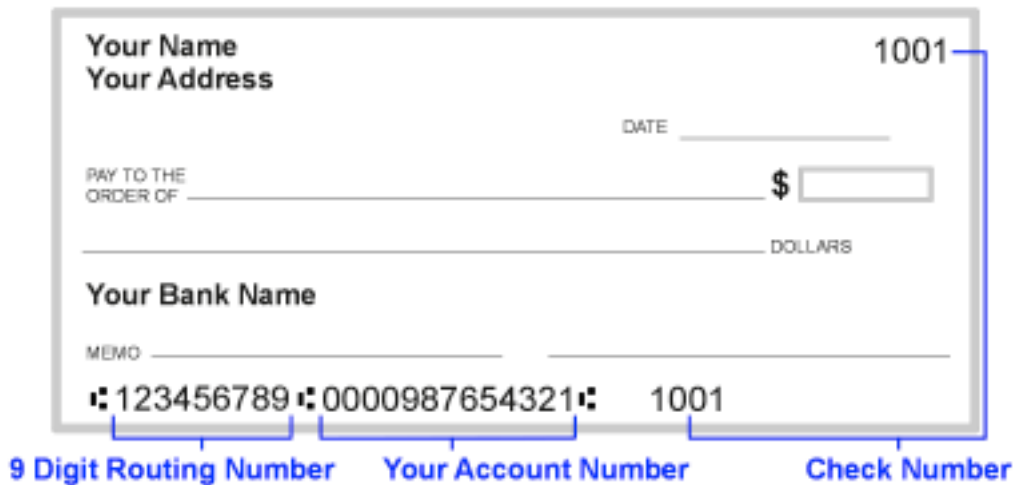 Your Name 1001
Your Address
DATE
PAY TO THE
ORDER OF $
DOLLARS
Your Bank Name
MEMO
⑆123456789⑆0000987654321⑆ 1001
9 Digit Routing Number Your Account Number Check Number